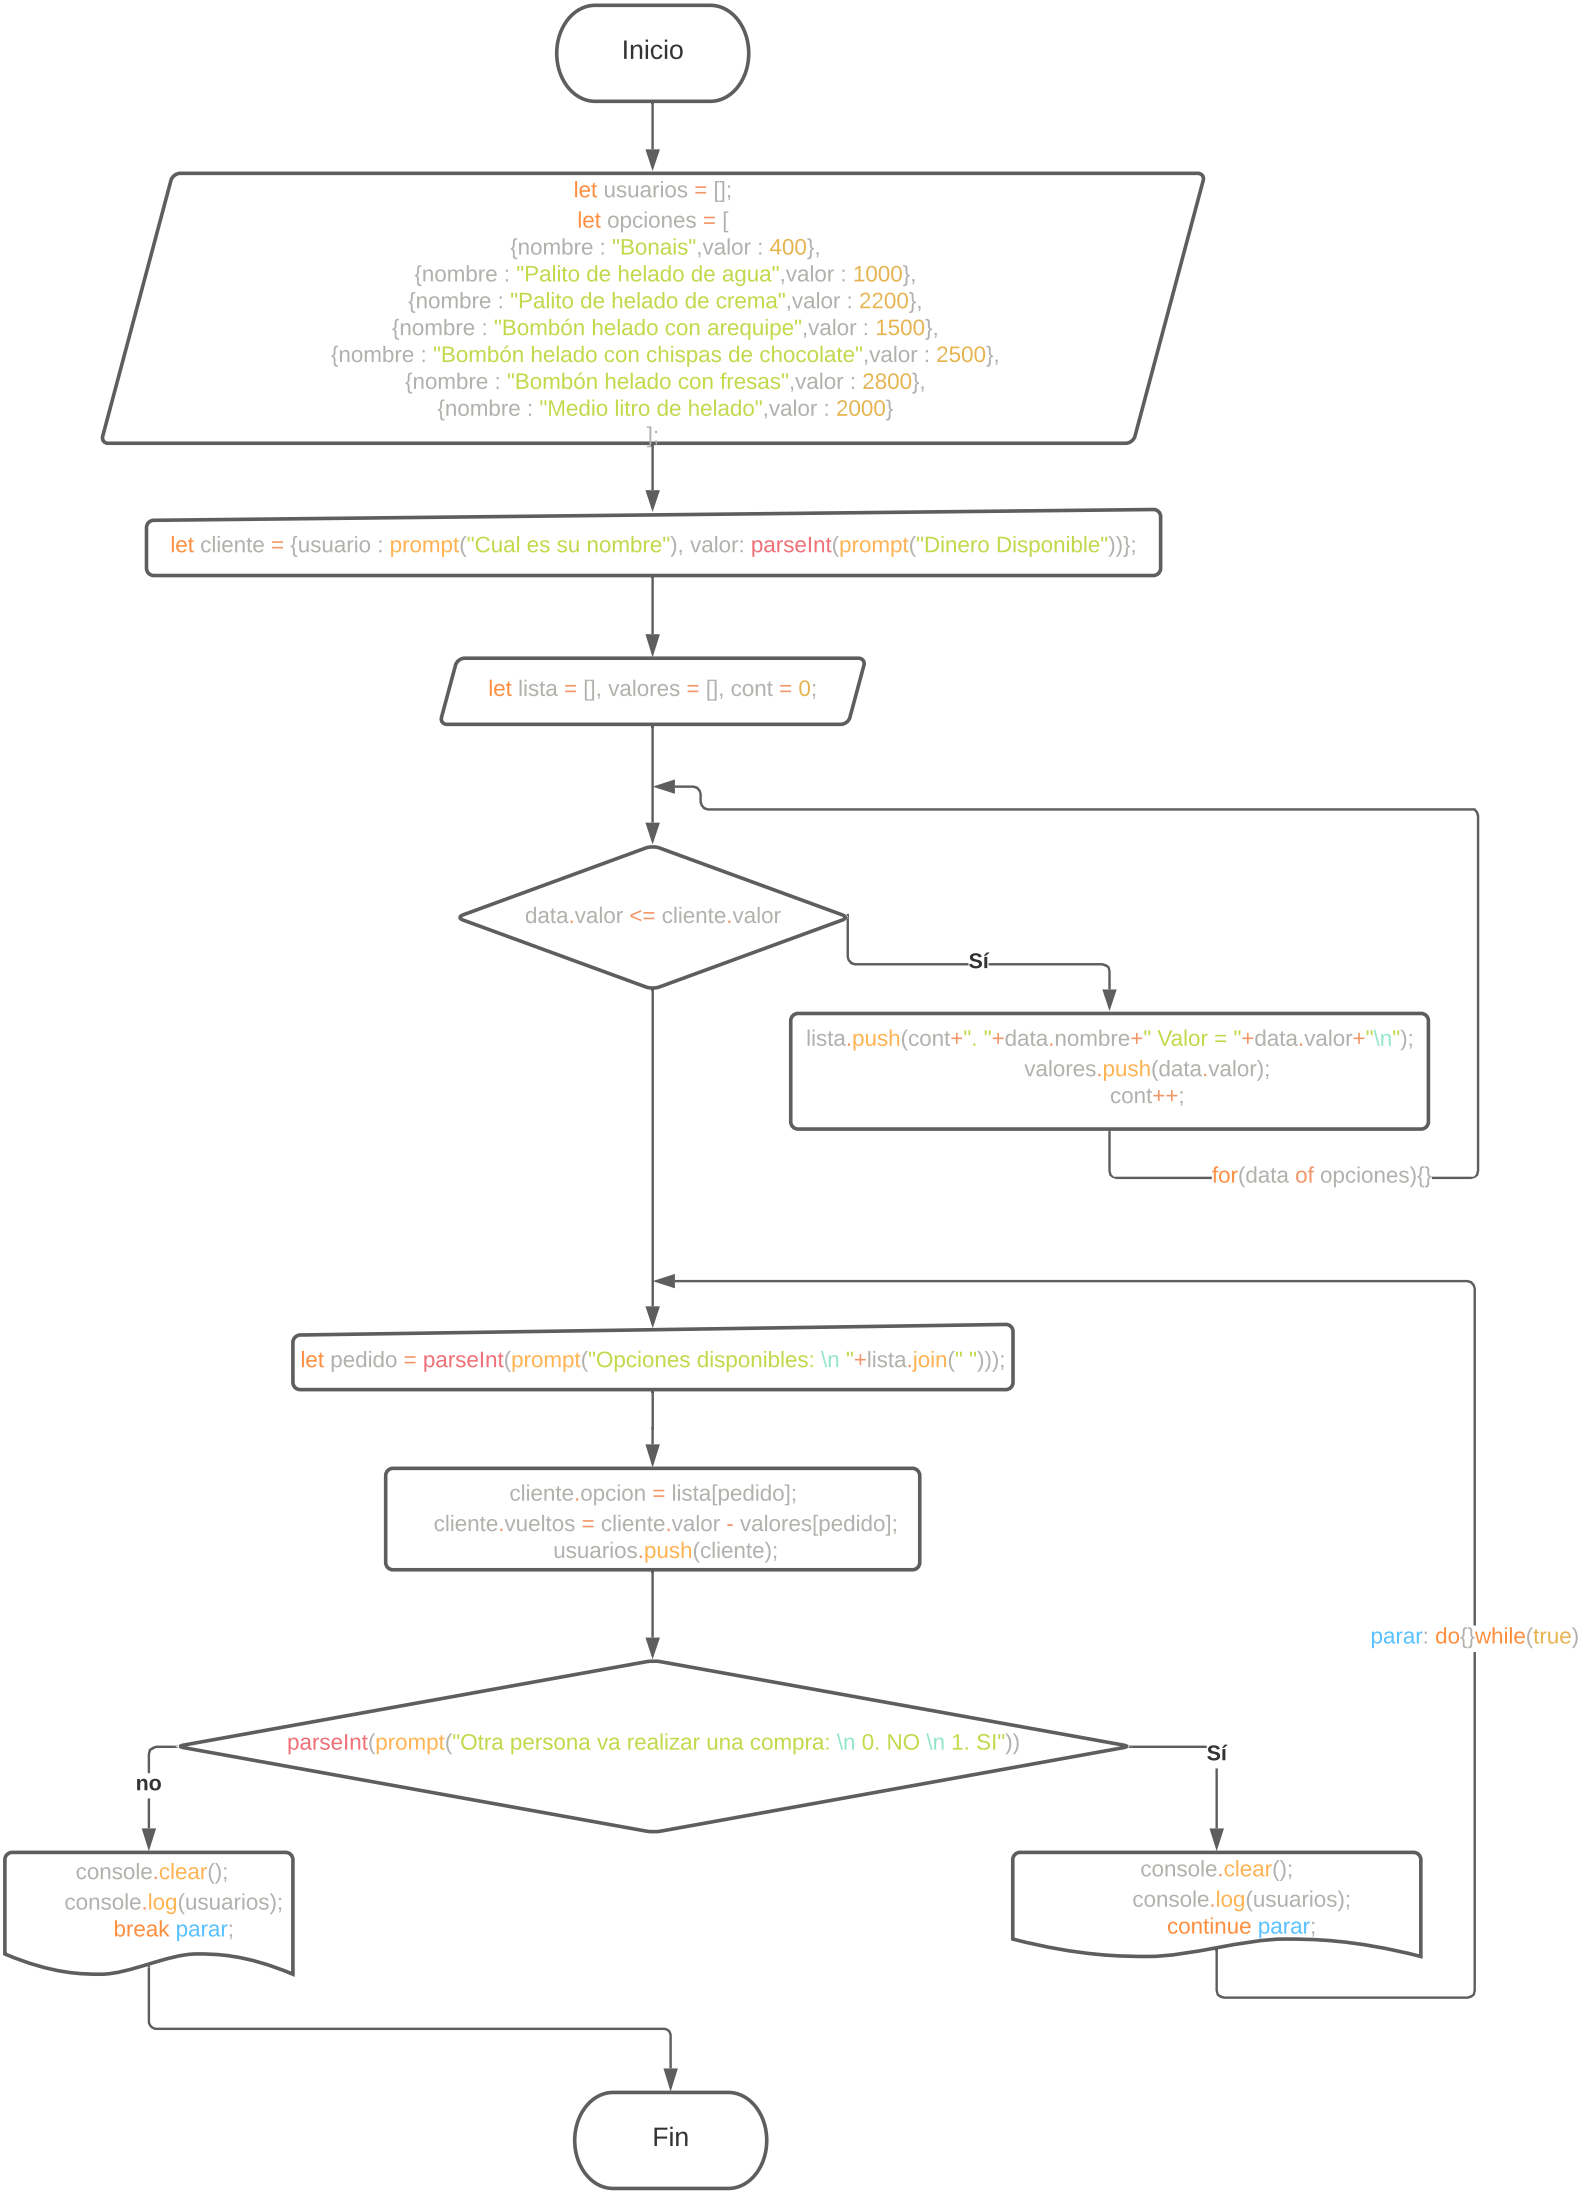 Inicio
let usuarios = [];
let opciones = [
{nombre : "Bonais",valor : 400},
{nombre : "Palito de helado de agua",valor : 1000},
{nombre : "Palito de helado de crema",valor : 2200},
{nombre : "Bombón helado con arequipe",valor : 1500},
{nombre : "Bombón helado con chispas de chocolate",valor : 2500},
{nombre : "Bombón helado con fresas",valor : 2800},
{nombre : "Medio litro de helado",valor : 2000}
];
let cliente = {usuario : prompt("Cual es su nombre"), valor: parseInt(prompt("Dinero Disponible"))};
let lista = [], valores = [], cont = 0;
data.valor <= cliente.valor
Sí
lista.push(cont+". "+data.nombre+" Valor = "+data.valor+"\n");
valores.push(data.valor);
cont++;
for(data of opciones){}
let pedido = parseInt(prompt("Opciones disponibles: \n "+lista.join(" ")));
cliente.opcion = lista[pedido];
cliente.vueltos = cliente.valor - valores[pedido];
usuarios.push(cliente);
parar: do{}while(true)
parseInt(prompt("Otra persona va realizar una compra: \n 0. NO \n 1. SI"))
no
Sí
console.clear();
console.log(usuarios);
break parar;
console.clear();
console.log(usuarios);
continue parar;
Fin